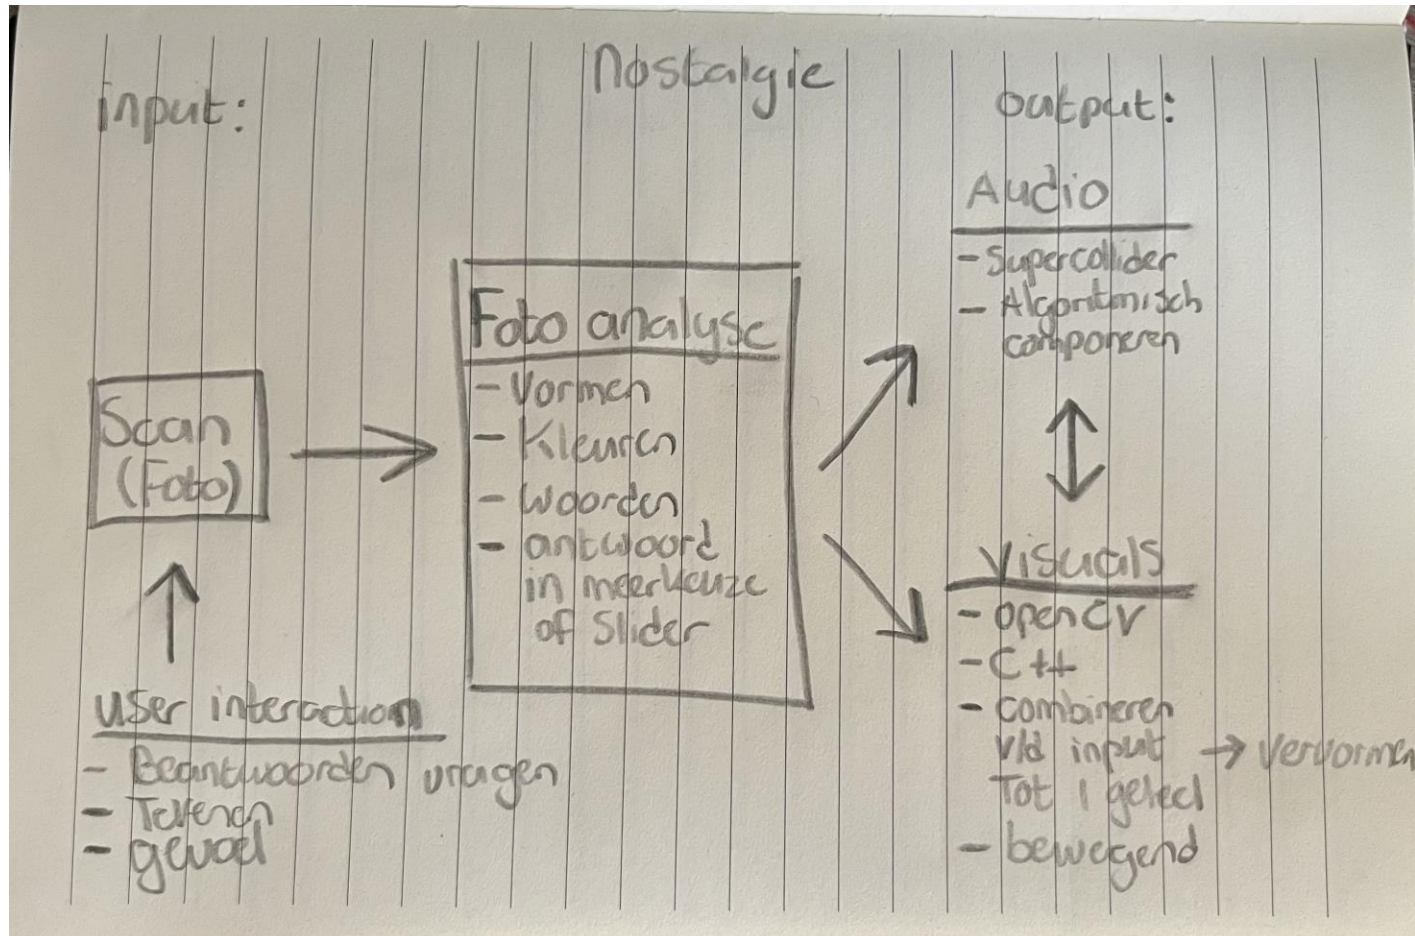 nostalgie
input:
Scan
(Foto)
user interaction
- Beantwoorden vragen
- Tekenen
- gevoel
Foto analyse
- Vormen
- Kleuren
- woorden
- antwoord
in meerkeuze
of Slider
output:
Audio
- Supercollider
- Algoritmisch
componeren
Visuals
- openCV
- C++
- combineren
v/d input → vervormen
Tot 1 geheel
- bewegend